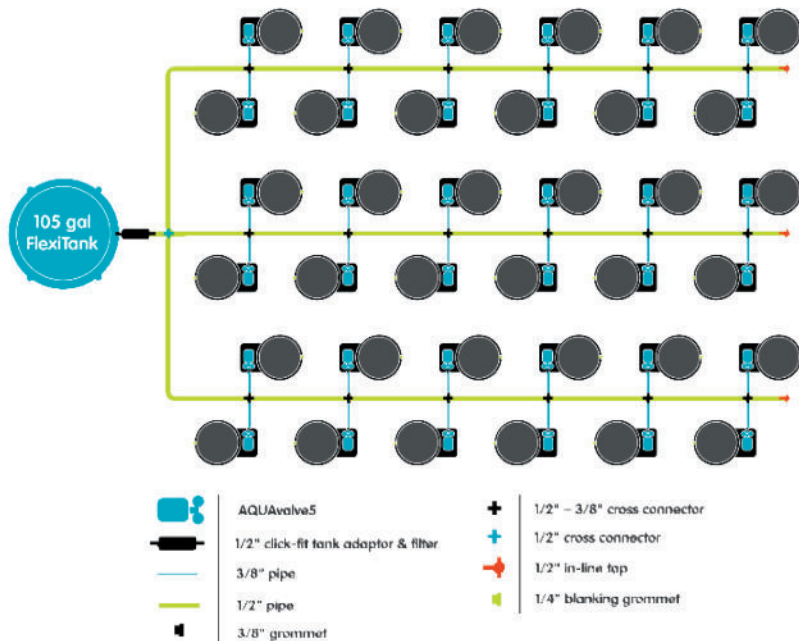 105 gal
FlexiTank
AQUAvalve5
1/2" click-fit tank adaptor & filter
3/8" pipe
1/2" pipe
3/8" grommet
1/2" – 3/8" cross connector
1/2" cross connector
1/2" in-line tap
1/4" blanking grommet